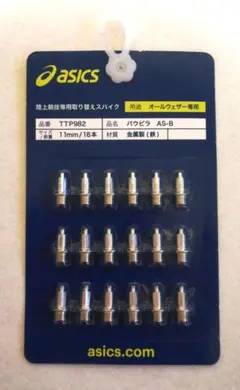 asics
陸上競技専用取り替えスパイク 用途 オールウェザー専用
品番 TTP982 品名 パウピラ AS-B
サイズ/数量 11mm/18本 材質 金属製(鉄)
asics.com